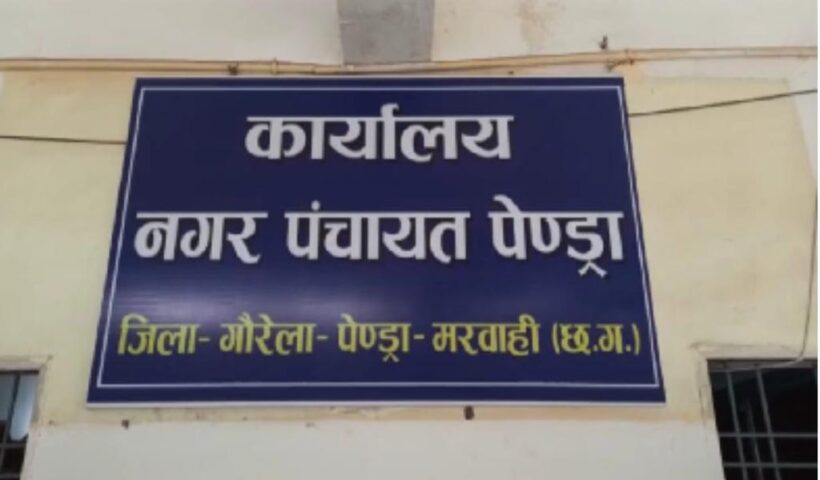 कार्यालय
नगर पंचायत पेण्ड्रा
जिला- गौरेला- पेण्ड्रा- मरवाही (छ.ग.)